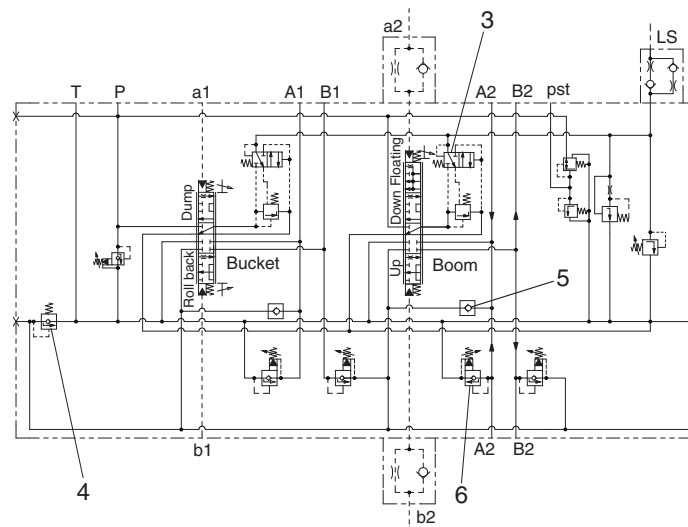 a2
3
LS
T
P
a1
A1
B1
A2
B2
pst
Dump
Roll back
Bucket
Down Floating
Up
Boom
5
4
b1
6
A2
B2
b2